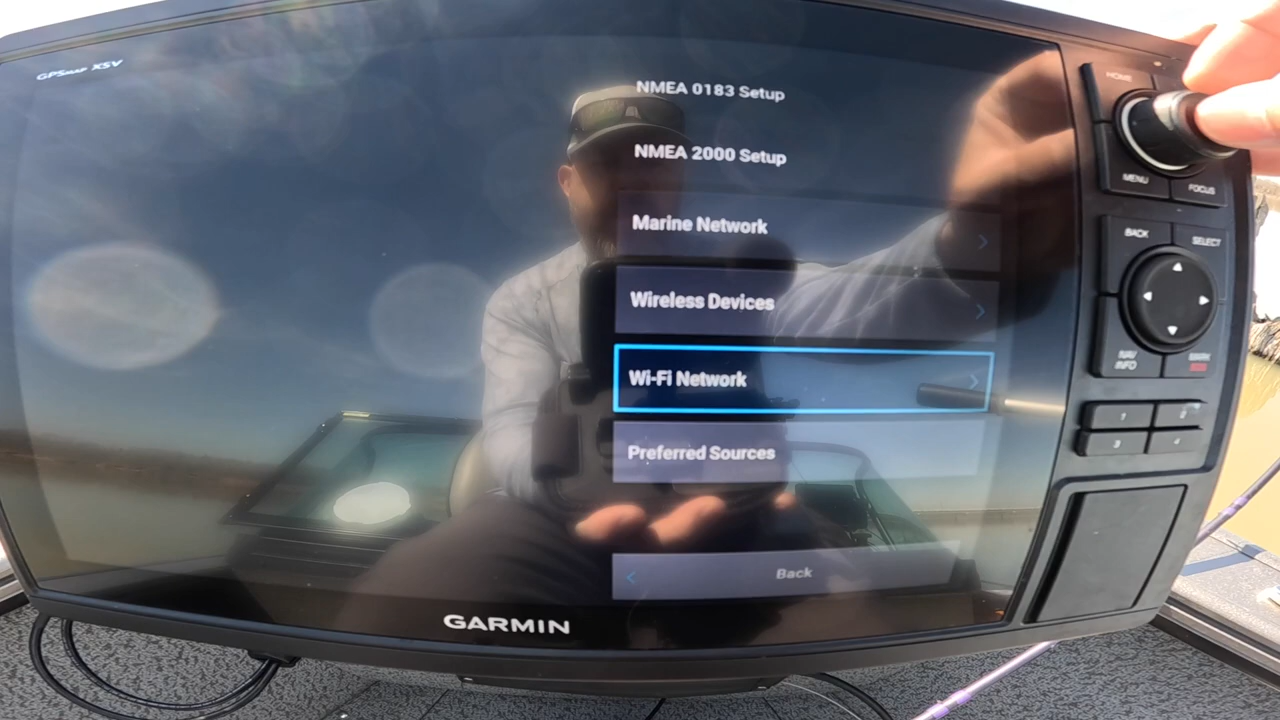 GPSMAP XSV
NMEA 0183 Setup
NMEA 2000 Setup
Marine Network
Wireless Devices
Wi-Fi Network
Preferred Sources
Back
GARMIN
HOME
MENU
FOCUS
BACK
SELECT
NAV INFO
MARK
1
2
3
4